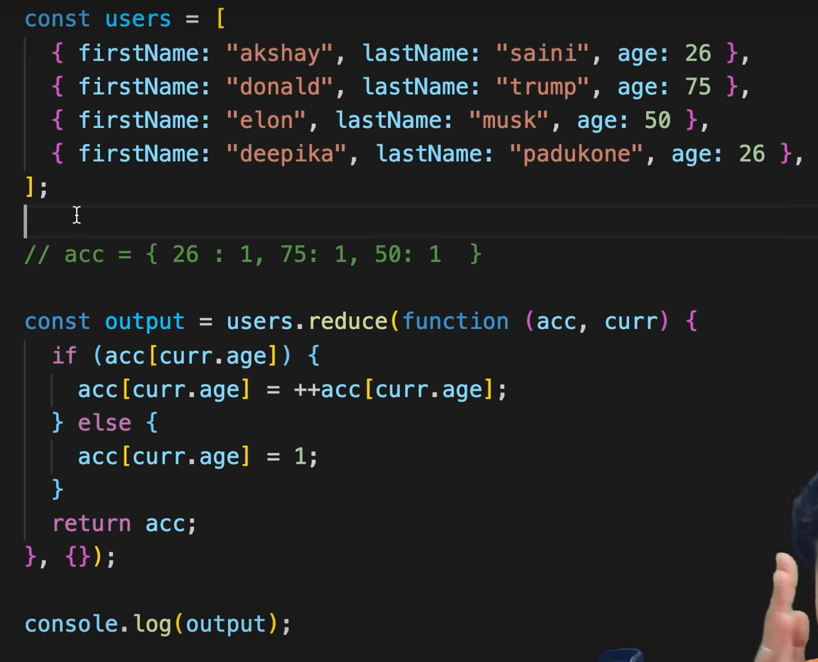 const users = [
  { firstName: "akshay", lastName: "saini", age: 26 },
  { firstName: "donald", lastName: "trump", age: 75 },
  { firstName: "elon", lastName: "musk", age: 50 },
  { firstName: "deepika", lastName: "padukone", age: 26 },
];
// acc = { 26 : 1, 75: 1, 50: 1  }
const output = users.reduce(function (acc, curr) {
  if (acc[curr.age]) {
    acc[curr.age] = ++acc[curr.age];
  } else {
    acc[curr.age] = 1;
  }
  return acc;
}, {});
console.log(output);